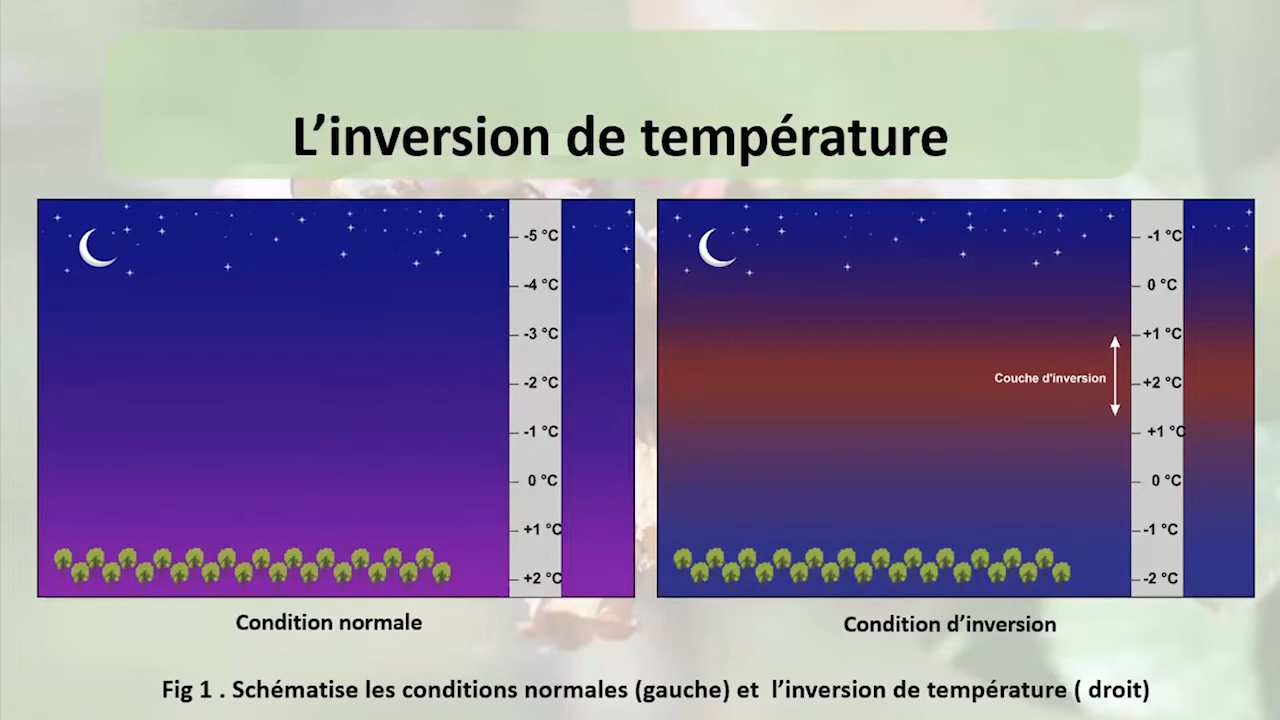 L’inversion de température
-5 °C
-4 °C
-3 °C
-2 °C
-1 °C
0 °C
+1 °C
+2 °C
-1 °C
0 °C
+1 °C
Couche d'inversion
+2 °C
+1 °C
0 °C
-1 °C
-2 °C
Condition normale
Condition d’inversion
Fig 1 . Schématise les conditions normales (gauche) et l’inversion de température ( droit)